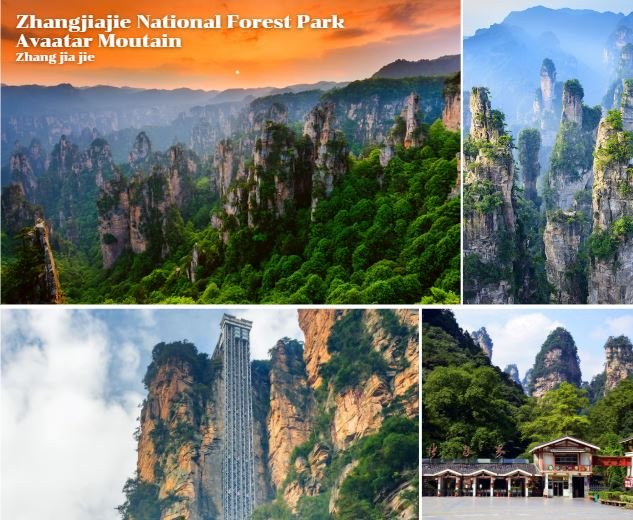 Zhangjiajie National Forest Park
Avaatar Moutain
Zhang jia jie